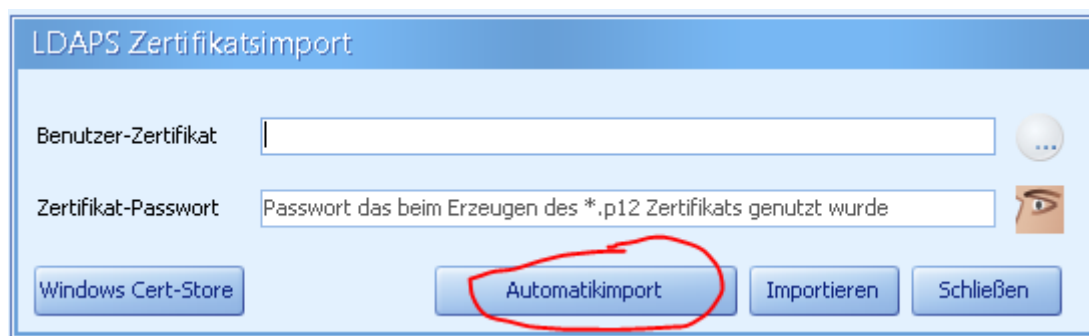 LDAPS Zertifikatsimport
Benutzer-Zertifikat
...
Zertifikat-Passwort Passwort das beim Erzeugen des *.p12 Zertifikats genutzt wurde
Windows Cert-Store Automatikimport Importieren Schließen